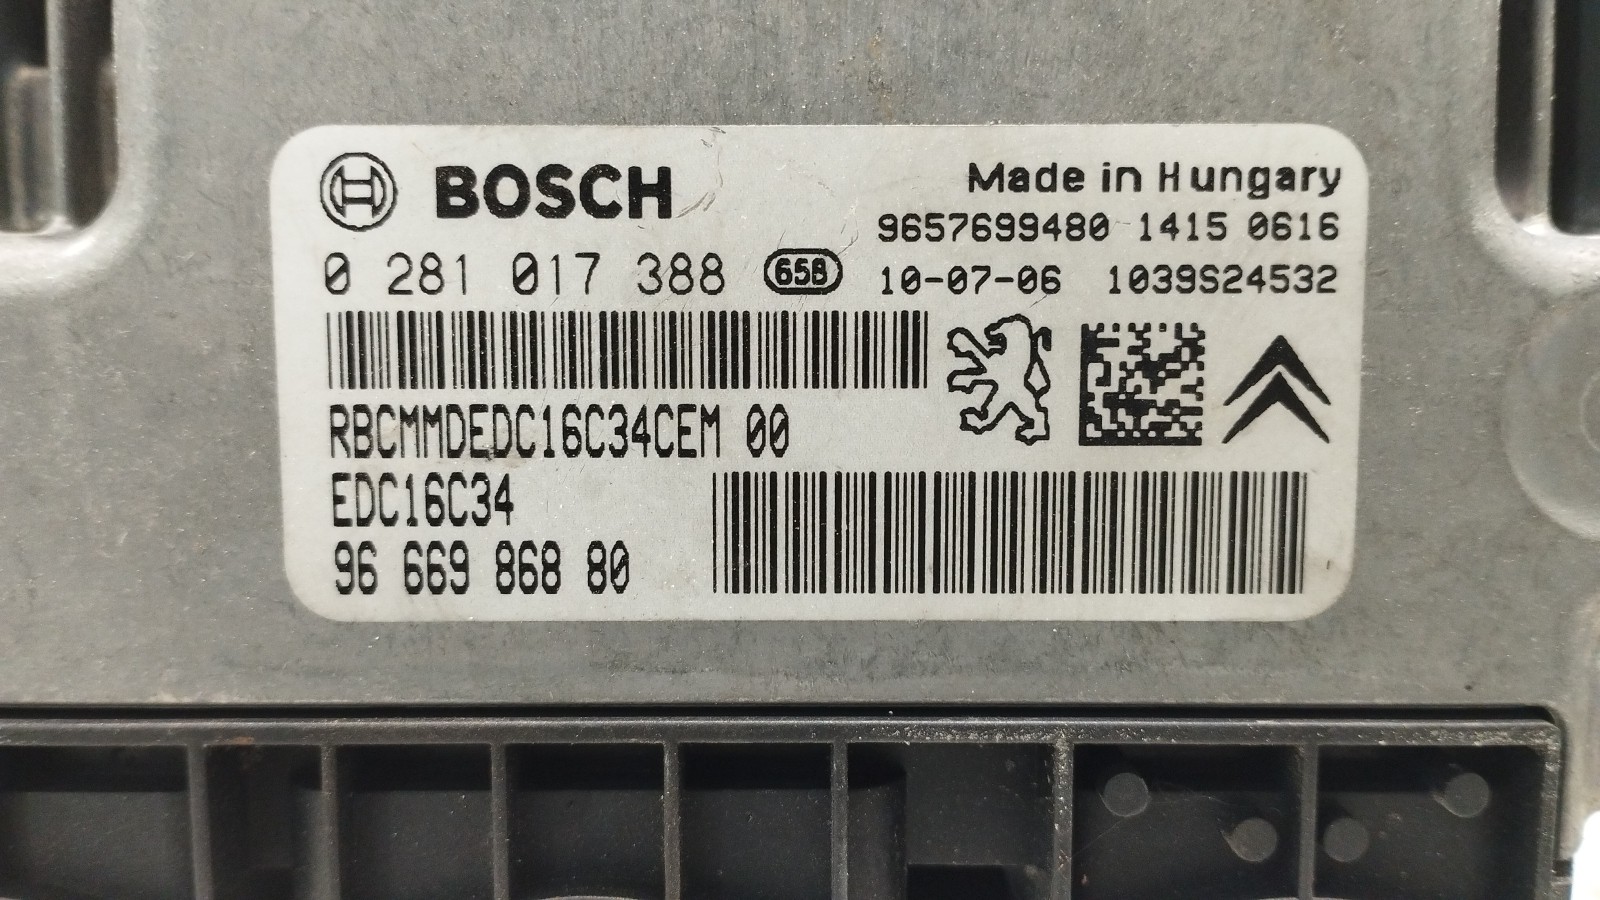 BOSCH
Made in Hungary
9657699480 1415 0616
0 281 017 388 658 10-07-06 1039S24532
RBCMMDEDC16C34CEM 00
EDC16C34
96 669 868 80